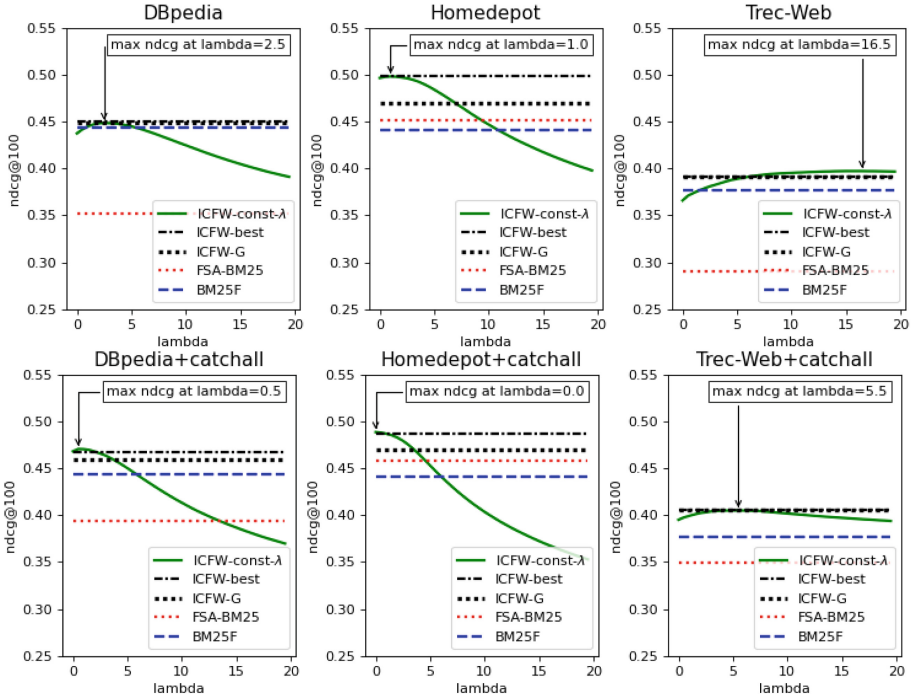 DBpedia
max ndcg at lambda=2.5
ndcg@100
0.55
0.50
0.45
0.40
0.35
0.30
0.25
ICFW-const-λ
ICFW-best
ICFW-G
FSA-BM25
BM25F
0 5 10 15 20
lambda
Homedepot
max ndcg at lambda=1.0
ndcg@100
0.55
0.50
0.45
0.40
0.35
0.30
0.25
ICFW-const-λ
ICFW-best
ICFW-G
FSA-BM25
BM25F
0 5 10 15 20
lambda
Trec-Web
max ndcg at lambda=16.5
ndcg@100
0.55
0.50
0.45
0.40
0.35
0.30
0.25
ICFW-const-λ
ICFW-best
ICFW-G
FSA-BM25
BM25F
0 5 10 15 20
lambda
DBpedia+catchall
max ndcg at lambda=0.5
ndcg@100
0.55
0.50
0.45
0.40
0.35
0.30
0.25
ICFW-const-λ
ICFW-best
ICFW-G
FSA-BM25
BM25F
0 5 10 15 20
lambda
Homedepot+catchall
max ndcg at lambda=0.0
ndcg@100
0.55
0.50
0.45
0.40
0.35
0.30
0.25
ICFW-const-λ
ICFW-best
ICFW-G
FSA-BM25
BM25F
0 5 10 15 20
lambda
Trec-Web+catchall
max ndcg at lambda=5.5
ndcg@100
0.55
0.50
0.45
0.40
0.35
0.30
0.25
ICFW-const-λ
ICFW-best
ICFW-G
FSA-BM25
BM25F
0 5 10 15 20
lambda